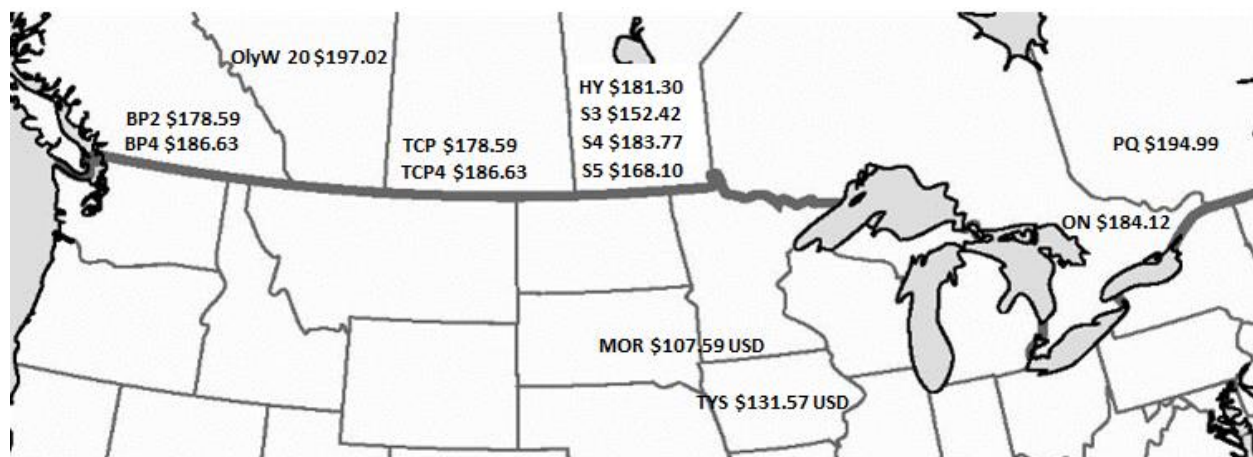 OlyW 20 $197.02
BP2 $178.59
BP4 $186.63
TCP $178.59
TCP4 $186.63
HY $181.30
S3 $152.42
S4 $183.77
S5 $168.10
PQ $194.99
ON $184.12
MOR $107.59 USD
TYS $131.57 USD